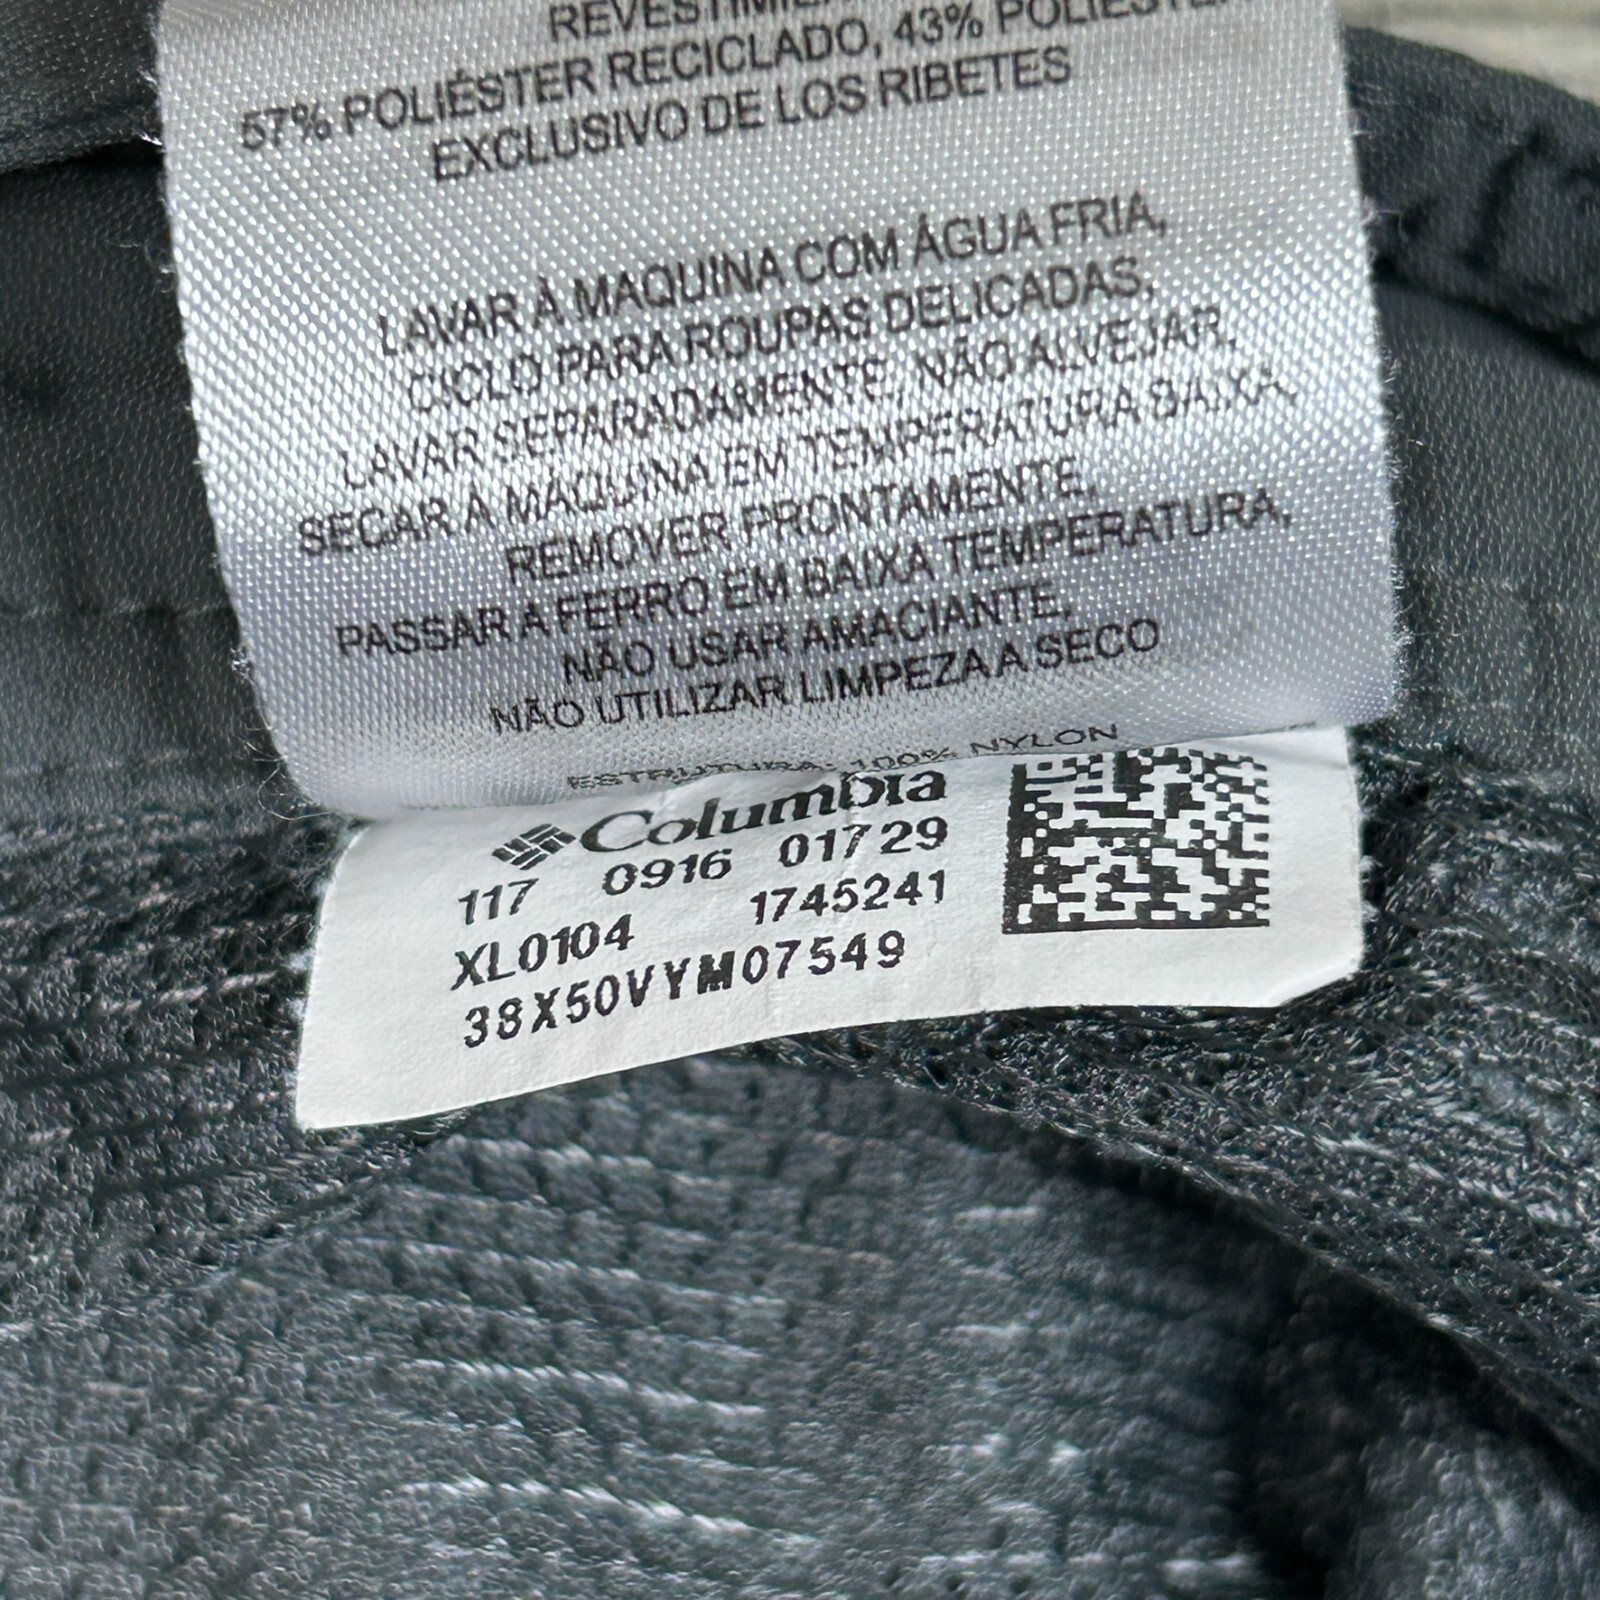 57% POLIÉSTER RECICLADO, 43% POLIÉSTER
EXCLUSIVO DE LOS RIBETES
LAVAR À MAQUINA COM ÁGUA FRIA,
CICLO PARA ROUPAS DELICADAS,
LAVAR SEPARADAMENTE, NÃO ALVEJAR,
SECAR A MÁQUINA EM TEMPERATURA BAIXA,
REMOVER PRONTAMENTE,
PASSAR A FERRO EM BAIXA TEMPERATURA,
NÃO USAR AMACIANTE,
NÃO UTILIZAR LIMPEZA A SECO
ESTRUTURA: 100% NYLON
Columbia
117 0916 01729
XL0104 1745241
38X50VYM07549